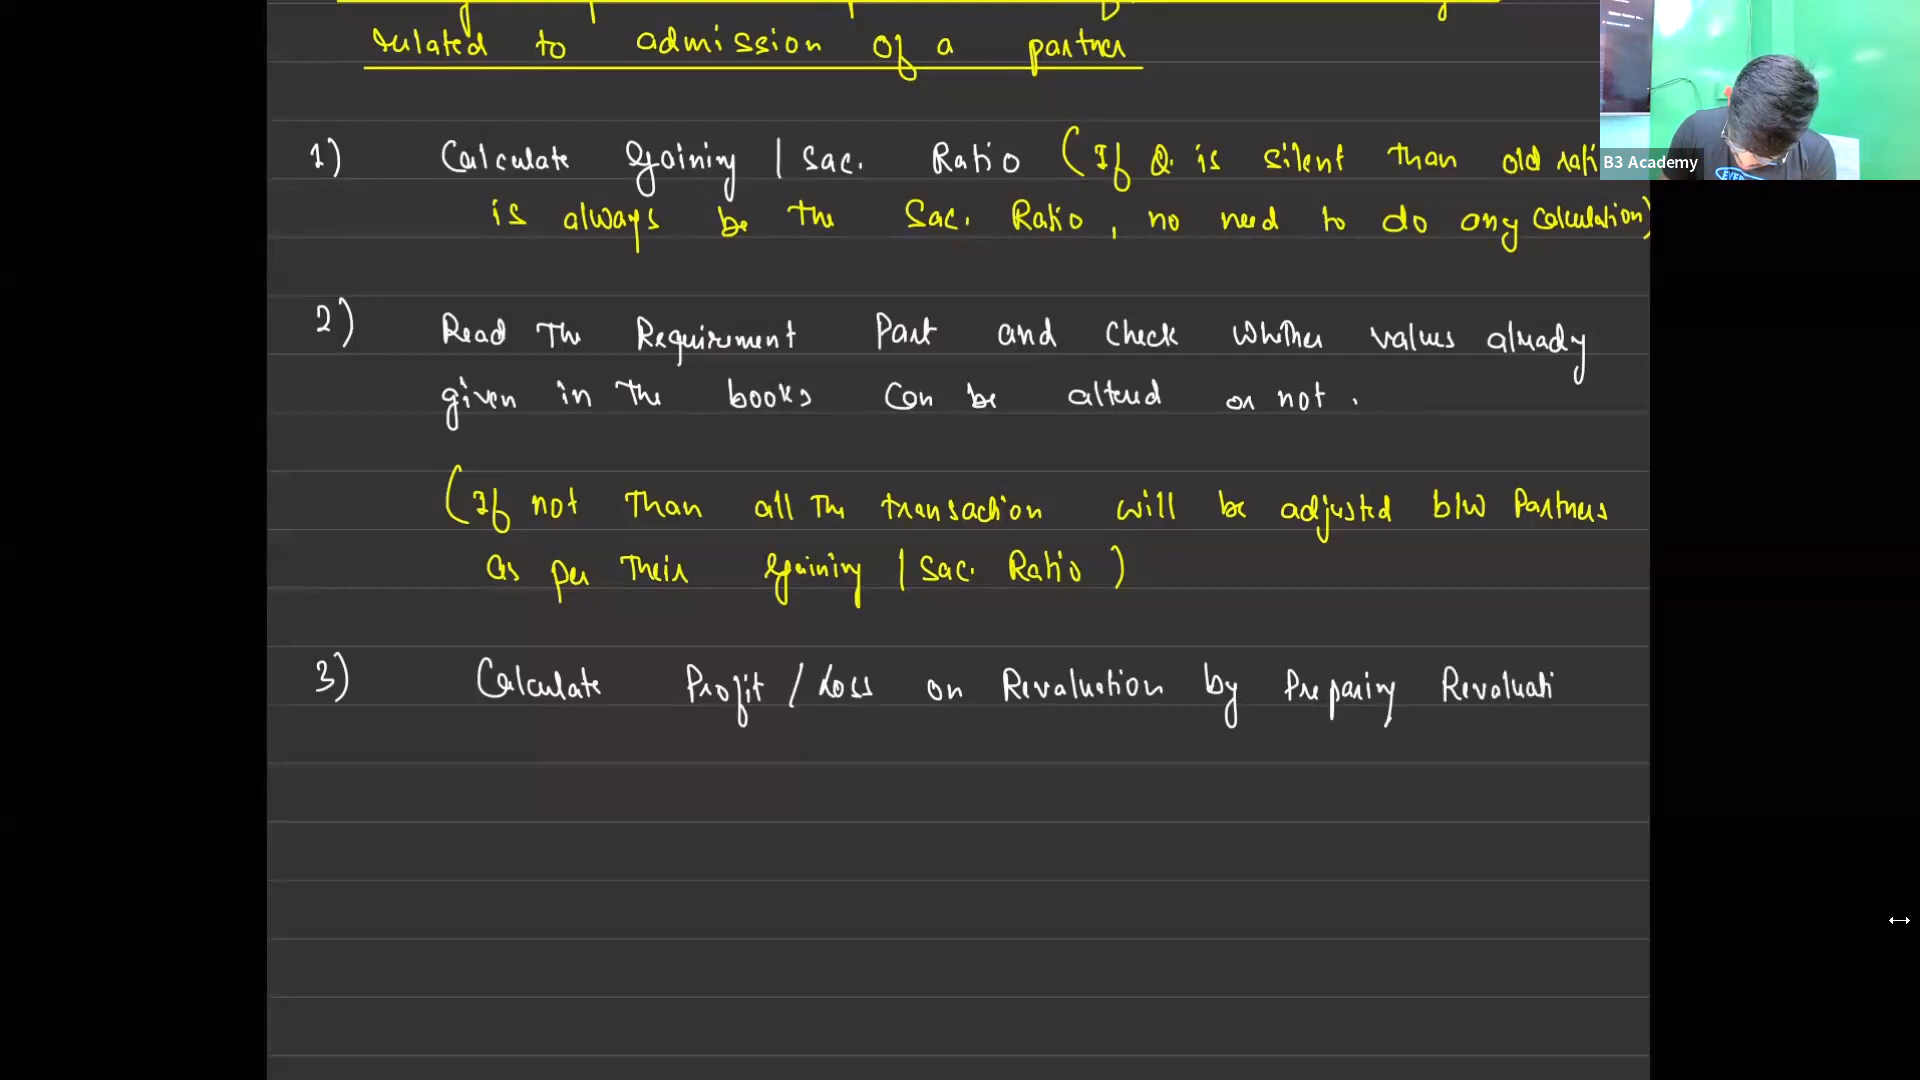 related to admission of a partner
1) Calculate Gaining / Sac. Ratio (If Q. is silent than old rati
is always be the Sac. Ratio, no need to do any calculation)
2) Read The Requirement Part and Check Whether values already
given in The books Can be altered or not.
(If not Than all The transaction will be adjusted b/w Partners
as per Their Gaining / Sac. Ratio)
3) Calculate Profit / Loss on Revaluation by Preparing Revaluati
B3 Academy